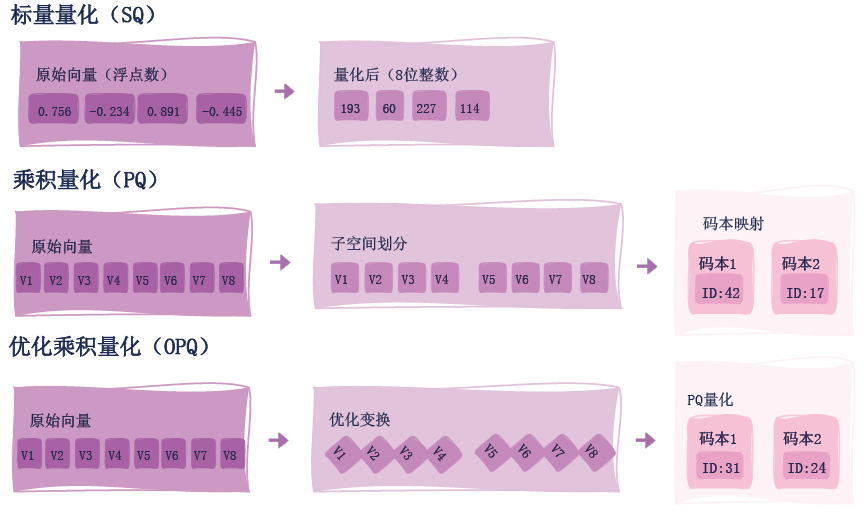 标量量化（SQ）
原始向量（浮点数）
0.756 -0.234 0.891 -0.445
量化后（8位整数）
193 60 227 114
乘积量化（PQ）
原始向量
V1 V2 V3 V4 V5 V6 V7 V8
子空间划分
V1 V2 V3 V4 V5 V6 V7 V8
码本映射
码本1 码本2
ID:42 ID:17
优化乘积量化（OPQ）
原始向量
V1 V2 V3 V4 V5 V6 V7 V8
优化变换
V1 V2 V3 V4 V5 V6 V7 V8
PQ量化
码本1 码本2
ID:31 ID:24